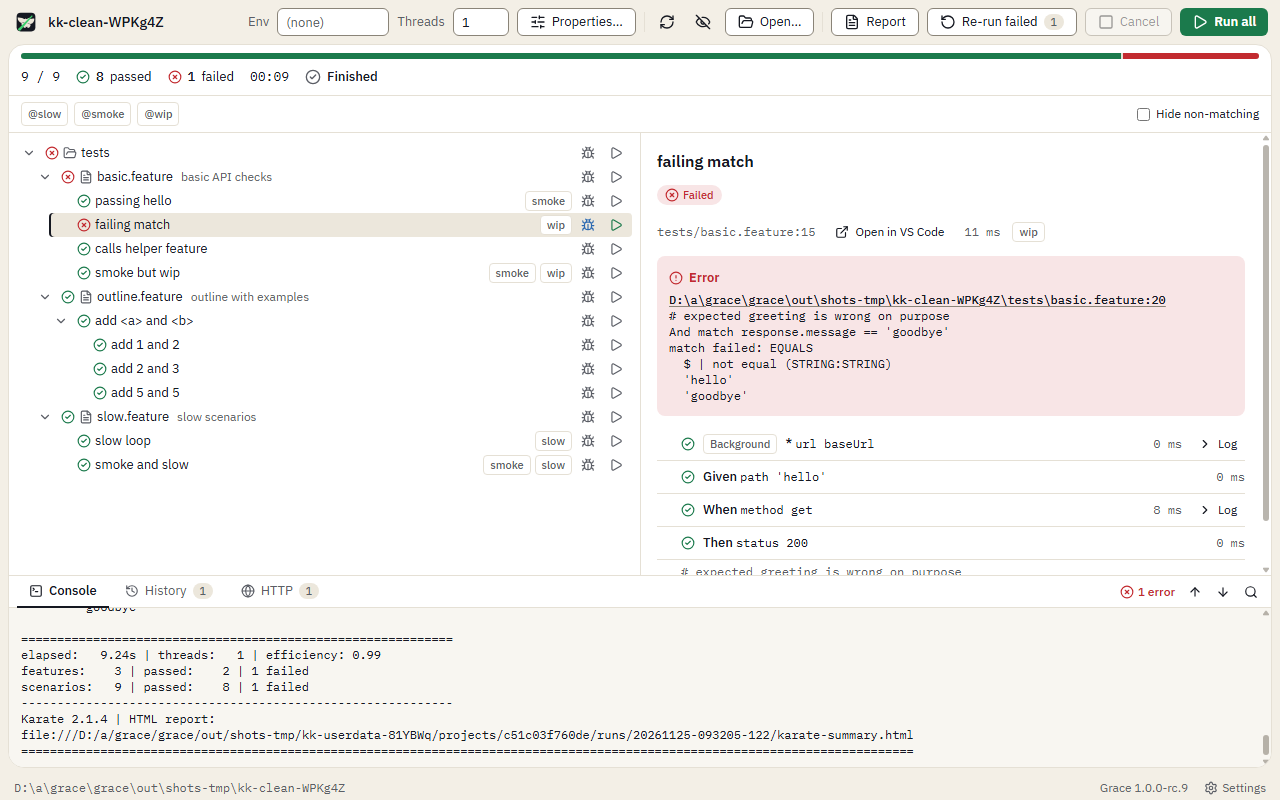 kk-clean-WPKg4Z Env (none) Threads 1 Properties... Open... Report Re-run failed 1 Cancel Run all
9 / 9 8 passed 1 failed 00:09 Finished
@slow @smoke @wip Hide non-matching
tests
basic.feature basic API checks
passing hello smoke
failing match wip
calls helper feature
smoke but wip smoke wip
outline.feature outline with examples
add <a> and <b>
add 1 and 2
add 2 and 3
add 5 and 5
slow.feature slow scenarios
slow loop slow
smoke and slow smoke slow
failing match
Failed
tests/basic.feature:15 Open in VS Code 11 ms wip
Error
D:\a\grace\grace\out\shots-tmp\kk-clean-WPKg4Z\tests\basic.feature:20
# expected greeting is wrong on purpose
And match response.message == 'goodbye'
match failed: EQUALS
$ | not equal (STRING:STRING)
'hello'
'goodbye'
Background * url baseUrl 0 ms Log
Given path 'hello' 0 ms
When method get 8 ms Log
Then status 200 0 ms
# expected greeting is wrong on purpose
Console History 1 HTTP 1 1 error
'goodbye'
============================================================
elapsed: 9.24s | threads: 1 | efficiency: 0.99
features: 3 | passed: 2 | 1 failed
scenarios: 9 | passed: 8 | 1 failed
------------------------------------------------------------
Karate 2.1.4 | HTML report:
file:///D:/a/grace/grace/out/shots-tmp/kk-userdata-81YBWq/projects/c51c03f760de/runs/20261125-093205-122/karate-summary.html
============================================================================================================================
D:\a\grace\grace\out\shots-tmp\kk-clean-WPKg4Z Grace 1.0.0-rc.9 Settings